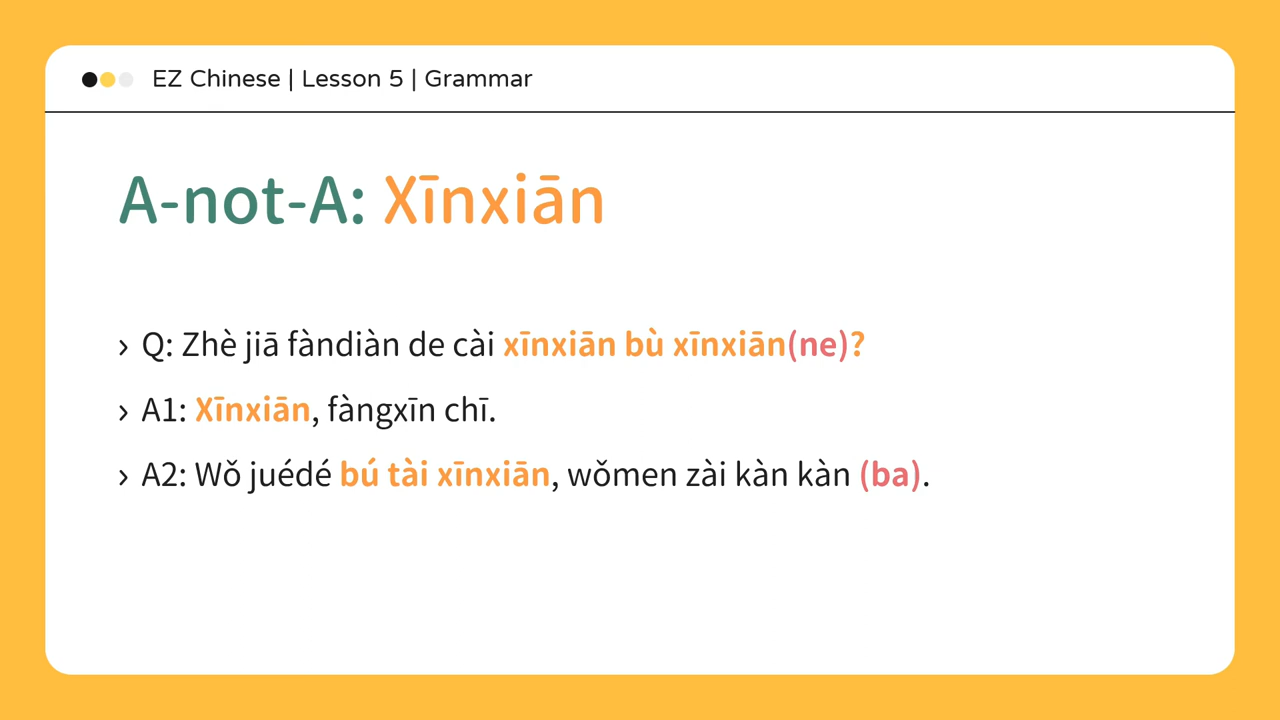 EZ Chinese | Lesson 5 | Grammar
A-not-A: Xīnxiān
› Q: Zhè jiā fàndiàn de cài xīnxiān bù xīnxiān(ne)?
› A1: Xīnxiān, fàngxīn chī.
› A2: Wǒ juédé bú tài xīnxiān, wǒmen zài kàn kàn (ba).